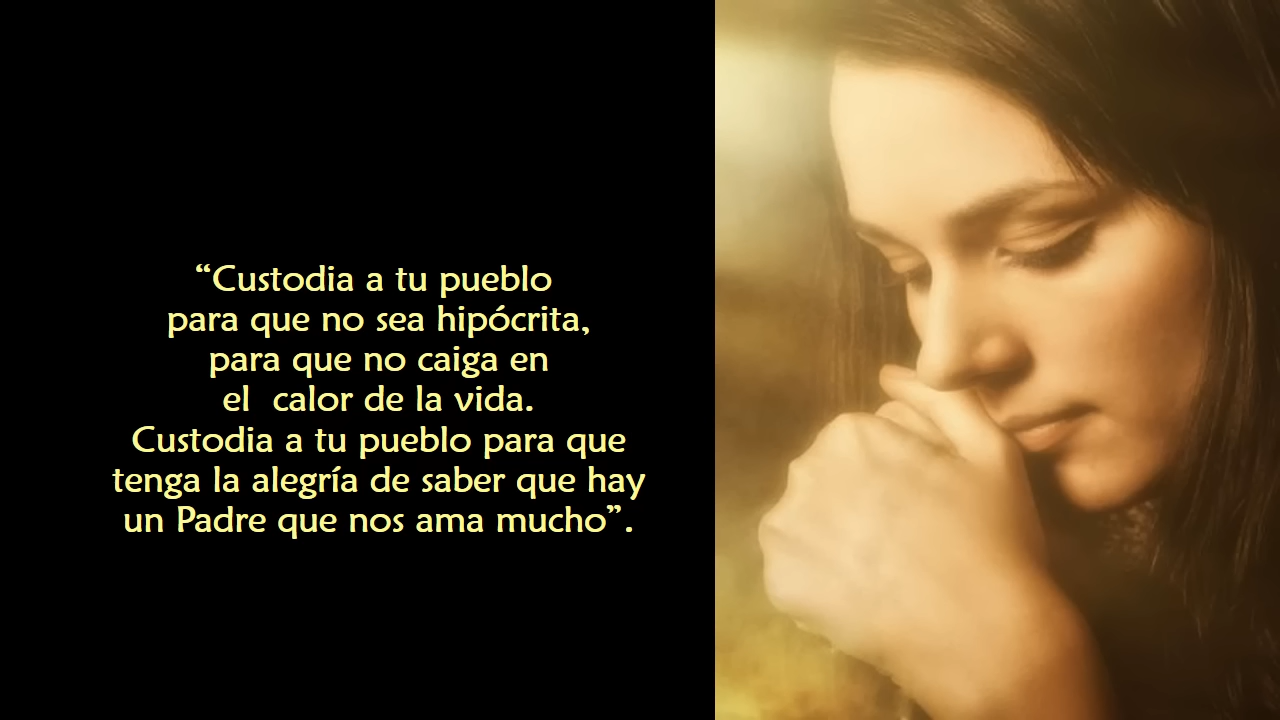 “Custodia a tu pueblo
para que no sea hipócrita,
para que no caiga en
el  calor de la vida.
Custodia a tu pueblo para que
tenga la alegría de saber que hay
un Padre que nos ama mucho”.